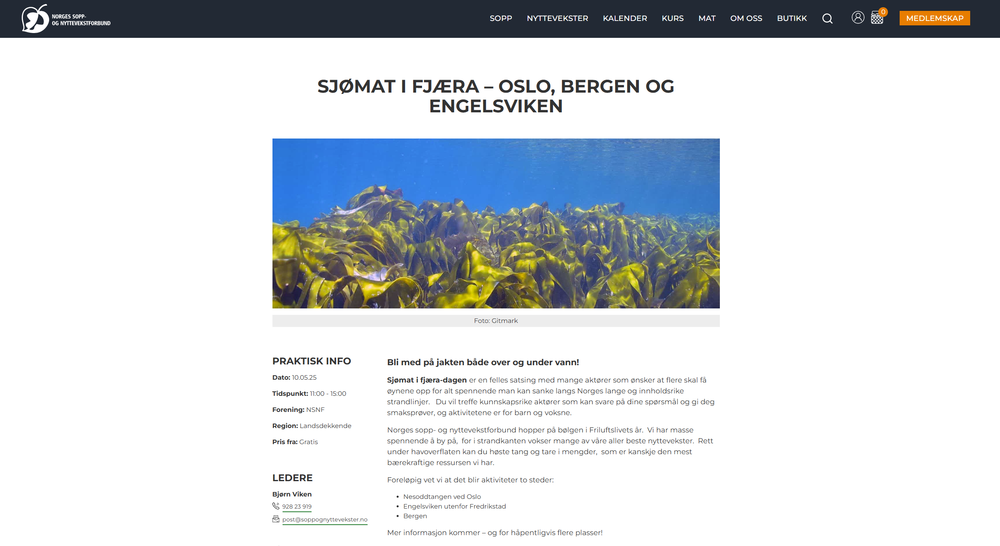 NORGES SOPP-
OG NYTTEVEKSTFORBUND
SOPP NYTTEVEKSTER KALENDER KURS MAT OM OSS BUTIKK 0 MEDLEMSKAP
SJØMAT I FJÆRA – OSLO, BERGEN OG
ENGELSVIKEN
Foto: Gitmark
PRAKTISK INFO
Dato: 10.05.25
Tidspunkt: 11:00 - 15:00
Forening: NSNF
Region: Landsdekkende
Pris fra: Gratis
LEDERE
Bjørn Viken
928 23 919
post@soppognyttevekster.no
Bli med på jakten både over og under vann!
Sjømat i fjæra-dagen er en felles satsing med mange aktører som ønsker at flere skal få
øynene opp for alt spennende man kan sanke langs Norges lange og innholdsrike
strandlinjer.   Du vil treffe kunnskapsrike aktører som kan svare på dine spørsmål og gi deg
smaksprøver, og aktivitetene er for barn og voksne.
Norges sopp- og nyttevekstforbund hopper på bølgen i Friluftslivets år.  Vi har masse
spennende å by på,  for i strandkanten vokser mange av våre aller beste nyttevekster.  Rett
under havoverflaten kan du høste tang og tare i mengder,  som er kanskje den mest
bærekraftige ressursen vi har.
Foreløpig vet vi at det blir aktiviteter to steder:
• Nesoddtangen ved Oslo
• Engelsviken utenfor Fredrikstad
• Bergen
Mer informasjon kommer – og for håpentligvis flere plasser!